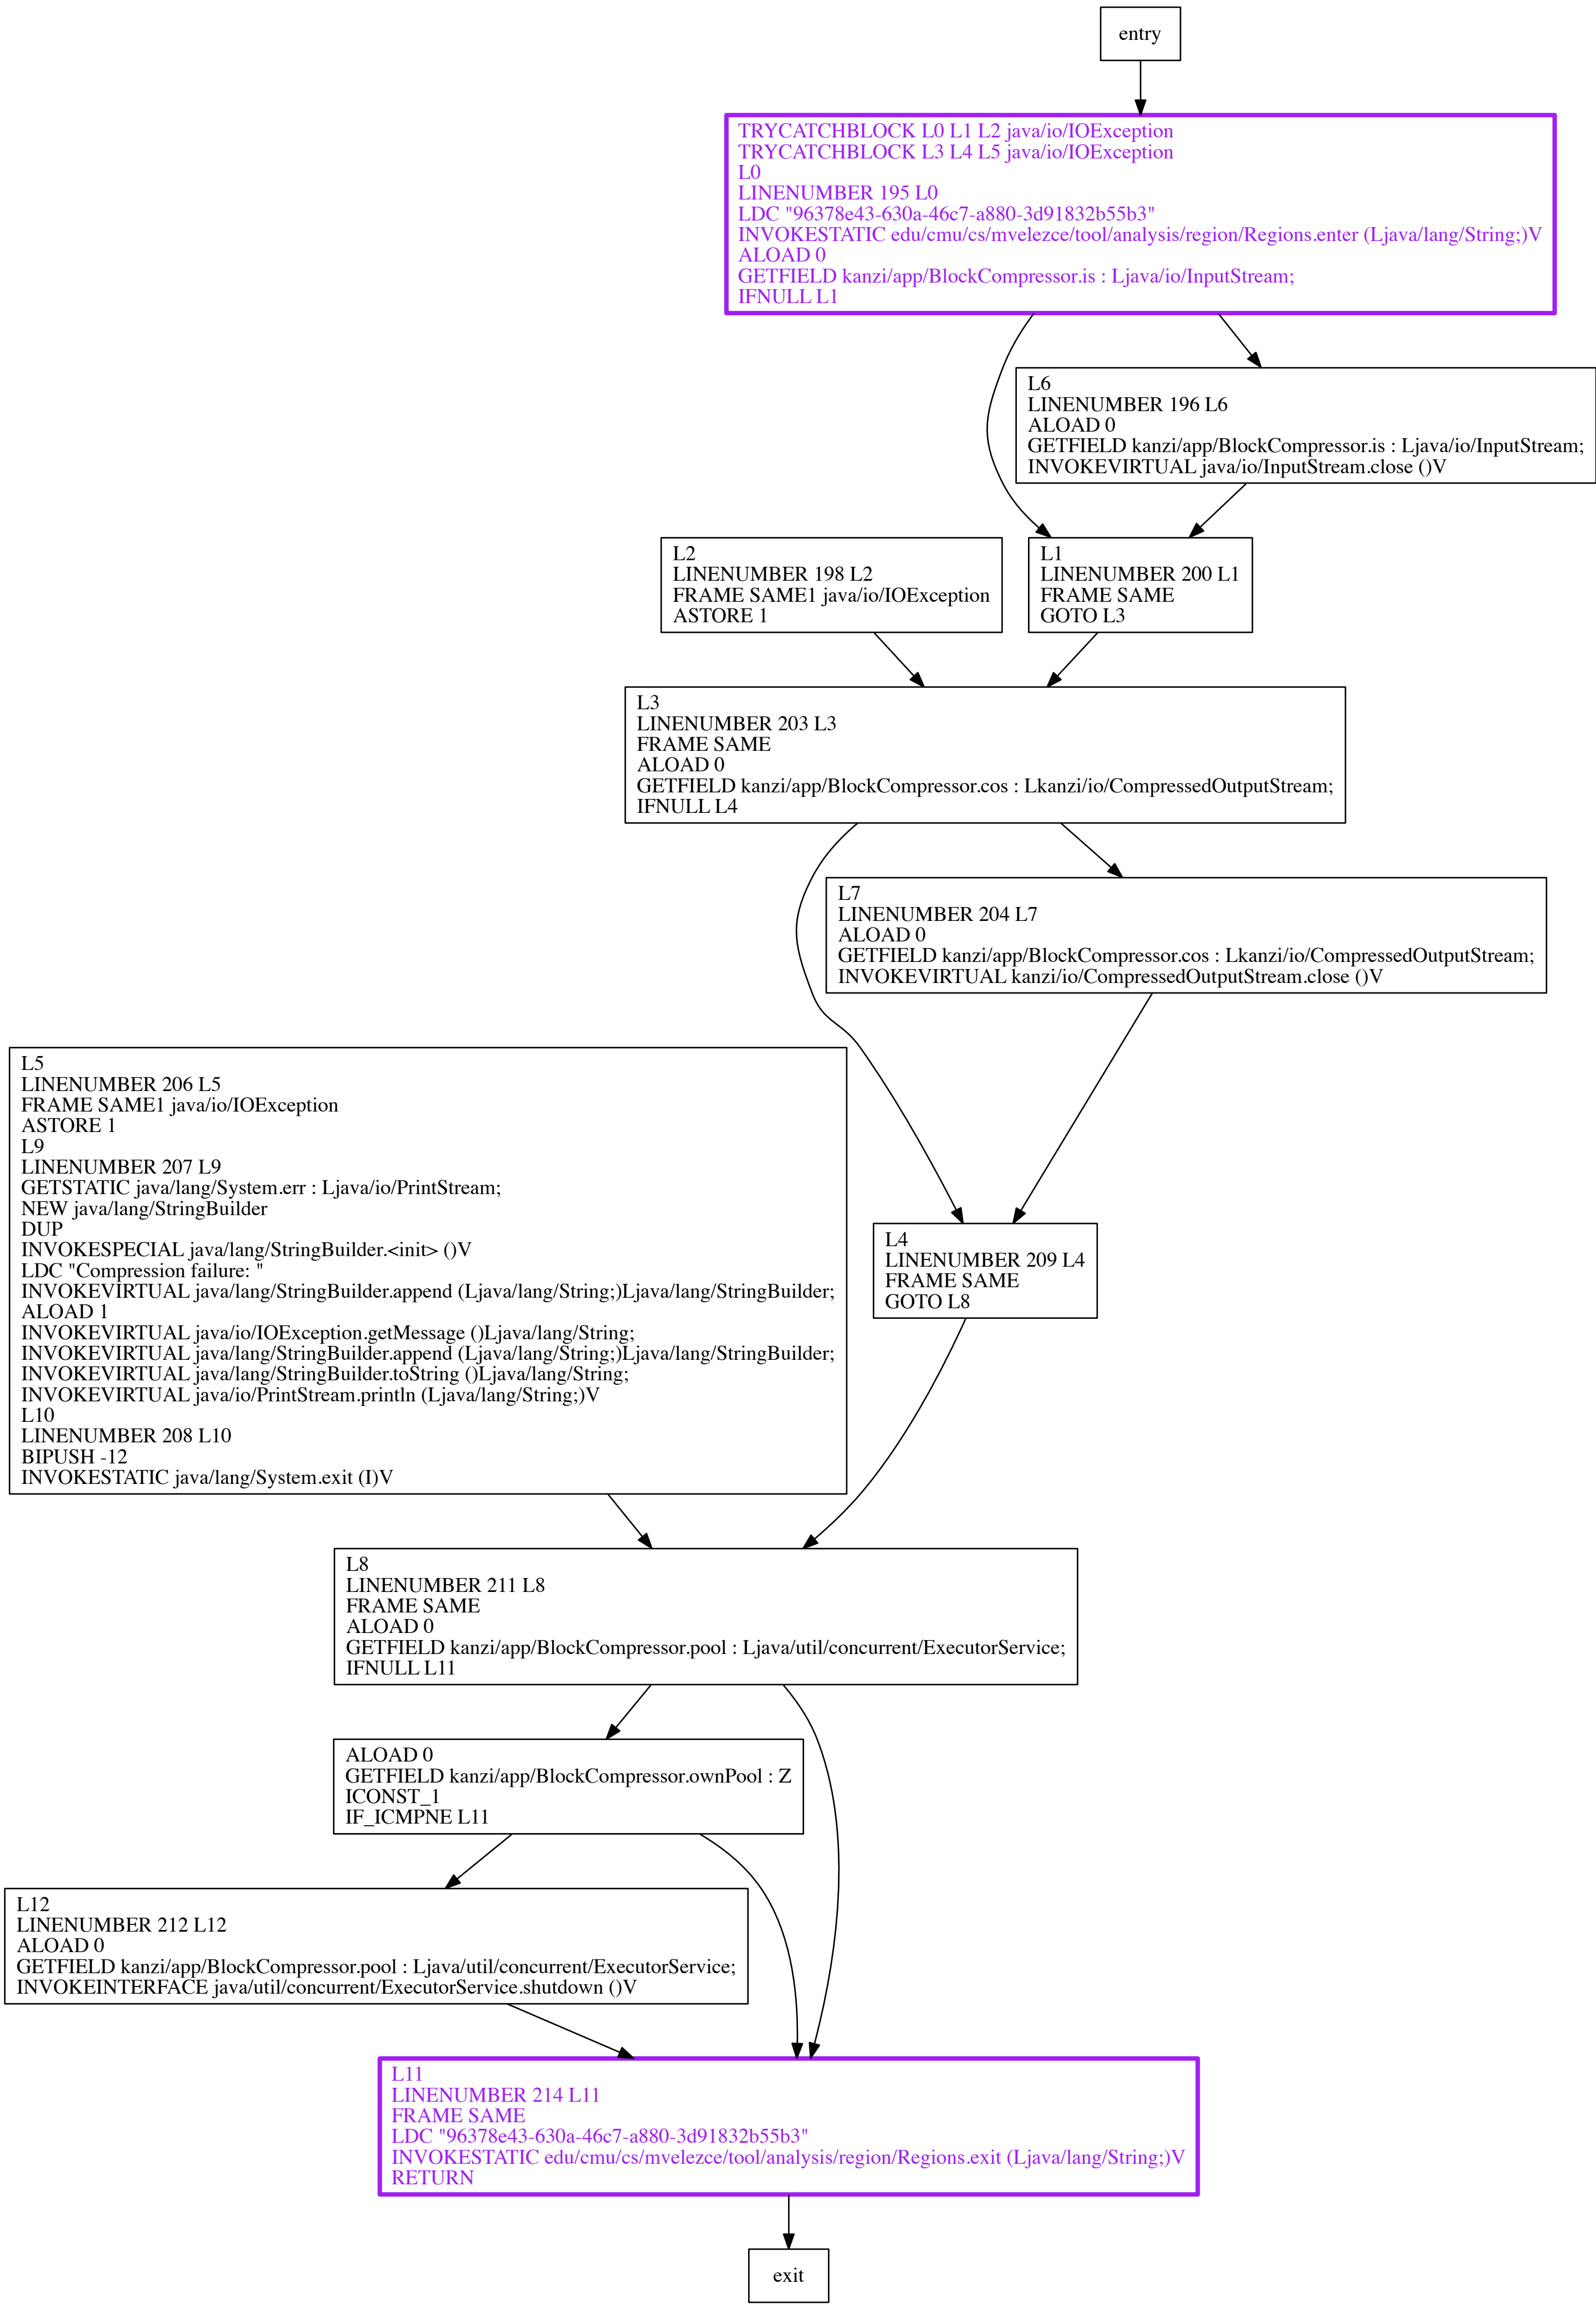 entry
TRYCATCHBLOCK L0 L1 L2 java/io/IOException
TRYCATCHBLOCK L3 L4 L5 java/io/IOException
L0
LINENUMBER 195 L0
LDC "96378e43-630a-46c7-a880-3d91832b55b3"
INVOKESTATIC edu/cmu/cs/mvelezce/tool/analysis/region/Regions.enter (Ljava/lang/String;)V
ALOAD 0
GETFIELD kanzi/app/BlockCompressor.is : Ljava/io/InputStream;
IFNULL L1
L6
LINENUMBER 196 L6
ALOAD 0
GETFIELD kanzi/app/BlockCompressor.is : Ljava/io/InputStream;
INVOKEVIRTUAL java/io/InputStream.close ()V
L2
LINENUMBER 198 L2
FRAME SAME1 java/io/IOException
ASTORE 1
L1
LINENUMBER 200 L1
FRAME SAME
GOTO L3
L3
LINENUMBER 203 L3
FRAME SAME
ALOAD 0
GETFIELD kanzi/app/BlockCompressor.cos : Lkanzi/io/CompressedOutputStream;
IFNULL L4
L7
LINENUMBER 204 L7
ALOAD 0
GETFIELD kanzi/app/BlockCompressor.cos : Lkanzi/io/CompressedOutputStream;
INVOKEVIRTUAL kanzi/io/CompressedOutputStream.close ()V
L5
LINENUMBER 206 L5
FRAME SAME1 java/io/IOException
ASTORE 1
L9
LINENUMBER 207 L9
GETSTATIC java/lang/System.err : Ljava/io/PrintStream;
NEW java/lang/StringBuilder
DUP
INVOKESPECIAL java/lang/StringBuilder.<init> ()V
LDC "Compression failure: "
INVOKEVIRTUAL java/lang/StringBuilder.append (Ljava/lang/String;)Ljava/lang/StringBuilder;
ALOAD 1
INVOKEVIRTUAL java/io/IOException.getMessage ()Ljava/lang/String;
INVOKEVIRTUAL java/lang/StringBuilder.append (Ljava/lang/String;)Ljava/lang/StringBuilder;
INVOKEVIRTUAL java/lang/StringBuilder.toString ()Ljava/lang/String;
INVOKEVIRTUAL java/io/PrintStream.println (Ljava/lang/String;)V
L10
LINENUMBER 208 L10
BIPUSH -12
INVOKESTATIC java/lang/System.exit (I)V
L4
LINENUMBER 209 L4
FRAME SAME
GOTO L8
L8
LINENUMBER 211 L8
FRAME SAME
ALOAD 0
GETFIELD kanzi/app/BlockCompressor.pool : Ljava/util/concurrent/ExecutorService;
IFNULL L11
ALOAD 0
GETFIELD kanzi/app/BlockCompressor.ownPool : Z
ICONST_1
IF_ICMPNE L11
L12
LINENUMBER 212 L12
ALOAD 0
GETFIELD kanzi/app/BlockCompressor.pool : Ljava/util/concurrent/ExecutorService;
INVOKEINTERFACE java/util/concurrent/ExecutorService.shutdown ()V
L11
LINENUMBER 214 L11
FRAME SAME
LDC "96378e43-630a-46c7-a880-3d91832b55b3"
INVOKESTATIC edu/cmu/cs/mvelezce/tool/analysis/region/Regions.exit (Ljava/lang/String;)V
RETURN
exit